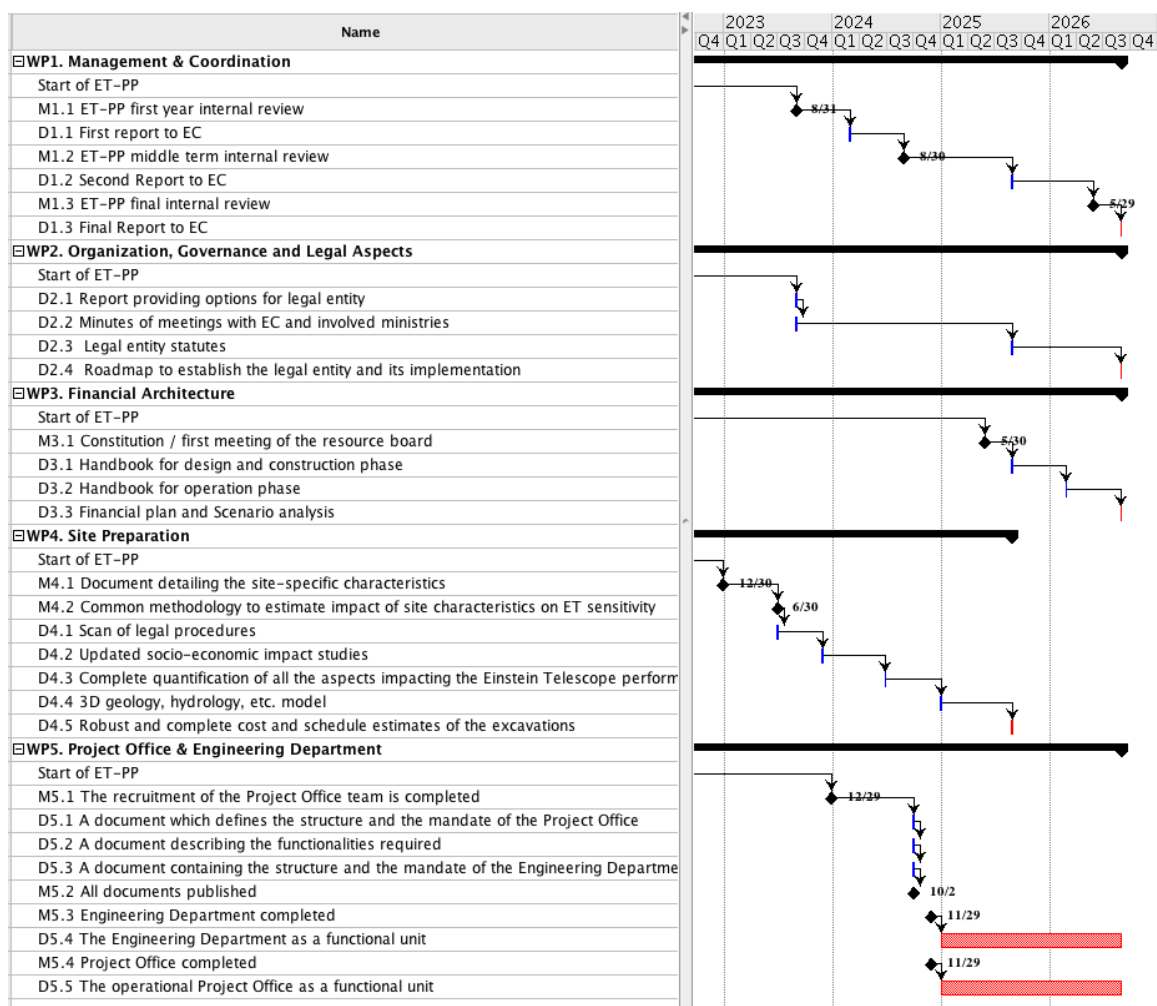 Name
2023 2024 2025 2026
Q4 Q1 Q2 Q3 Q4 Q1 Q2 Q3 Q4 Q1 Q2 Q3 Q4 Q1 Q2 Q3 Q4
WP1. Management & Coordination
Start of ET-PP
M1.1 ET-PP first year internal review 8/31
D1.1 First report to EC
M1.2 ET-PP middle term internal review 8/30
D1.2 Second Report to EC
M1.3 ET-PP final internal review 5/29
D1.3 Final Report to EC
WP2. Organization, Governance and Legal Aspects
Start of ET-PP
D2.1 Report providing options for legal entity
D2.2 Minutes of meetings with EC and involved ministries
D2.3 Legal entity statutes
D2.4 Roadmap to establish the legal entity and its implementation
WP3. Financial Architecture
Start of ET-PP
M3.1 Constitution / first meeting of the resource board 5/30
D3.1 Handbook for design and construction phase
D3.2 Handbook for operation phase
D3.3 Financial plan and Scenario analysis
WP4. Site Preparation
Start of ET-PP
M4.1 Document detailing the site-specific characteristics 12/30
M4.2 Common methodology to estimate impact of site characteristics on ET sensitivity 6/30
D4.1 Scan of legal procedures
D4.2 Updated socio-economic impact studies
D4.3 Complete quantification of all the aspects impacting the Einstein Telescope perform
D4.4 3D geology, hydrology, etc. model
D4.5 Robust and complete cost and schedule estimates of the excavations
WP5. Project Office & Engineering Department
Start of ET-PP
M5.1 The recruitment of the Project Office team is completed 12/29
D5.1 A document which defines the structure and the mandate of the Project Office
D5.2 A document describing the functionalities required
D5.3 A document containing the structure and the mandate of the Engineering Departme
M5.2 All documents published 10/2
M5.3 Engineering Department completed 11/29
D5.4 The Engineering Department as a functional unit
M5.4 Project Office completed 11/29
D5.5 The operational Project Office as a functional unit